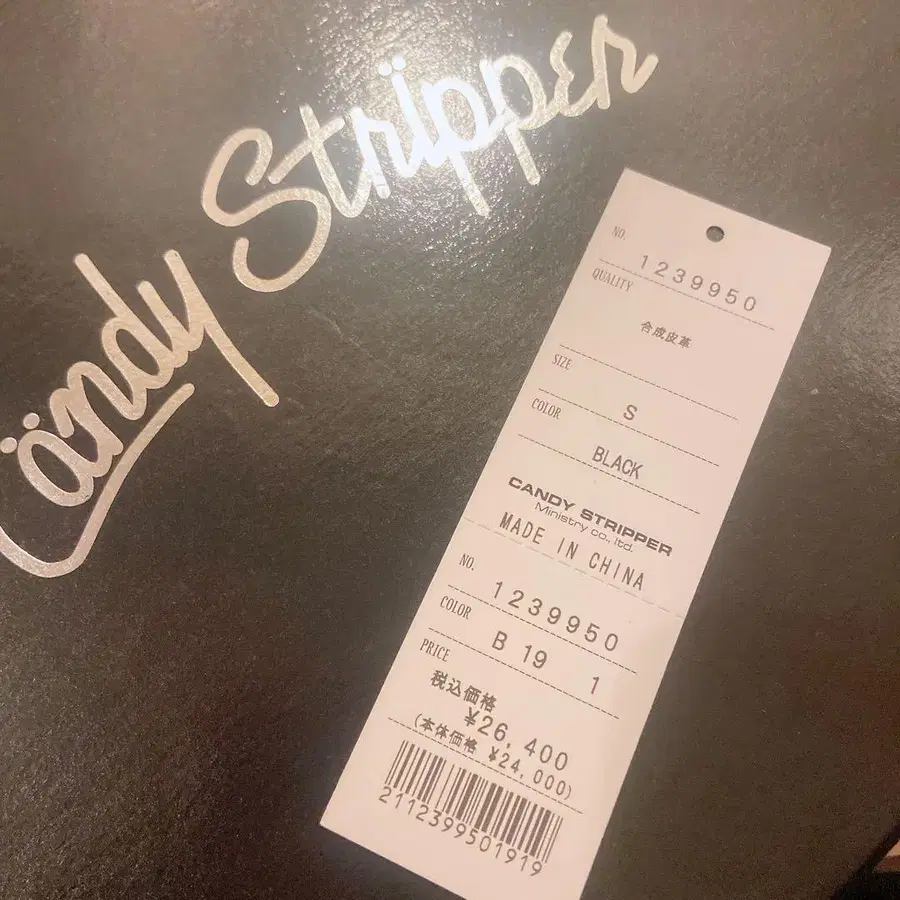 Cändy Strïpper
NO.
1239950
QUALITY
合成皮革
SIZE
S
COLOR
BLACK
CANDY STRIPPER
Ministry co., ltd.
MADE IN CHINA
NO.
1239950
COLOR
B 19 1
PRICE
税込価格
¥26,400
(本体価格 ¥24,000)
2112399501919